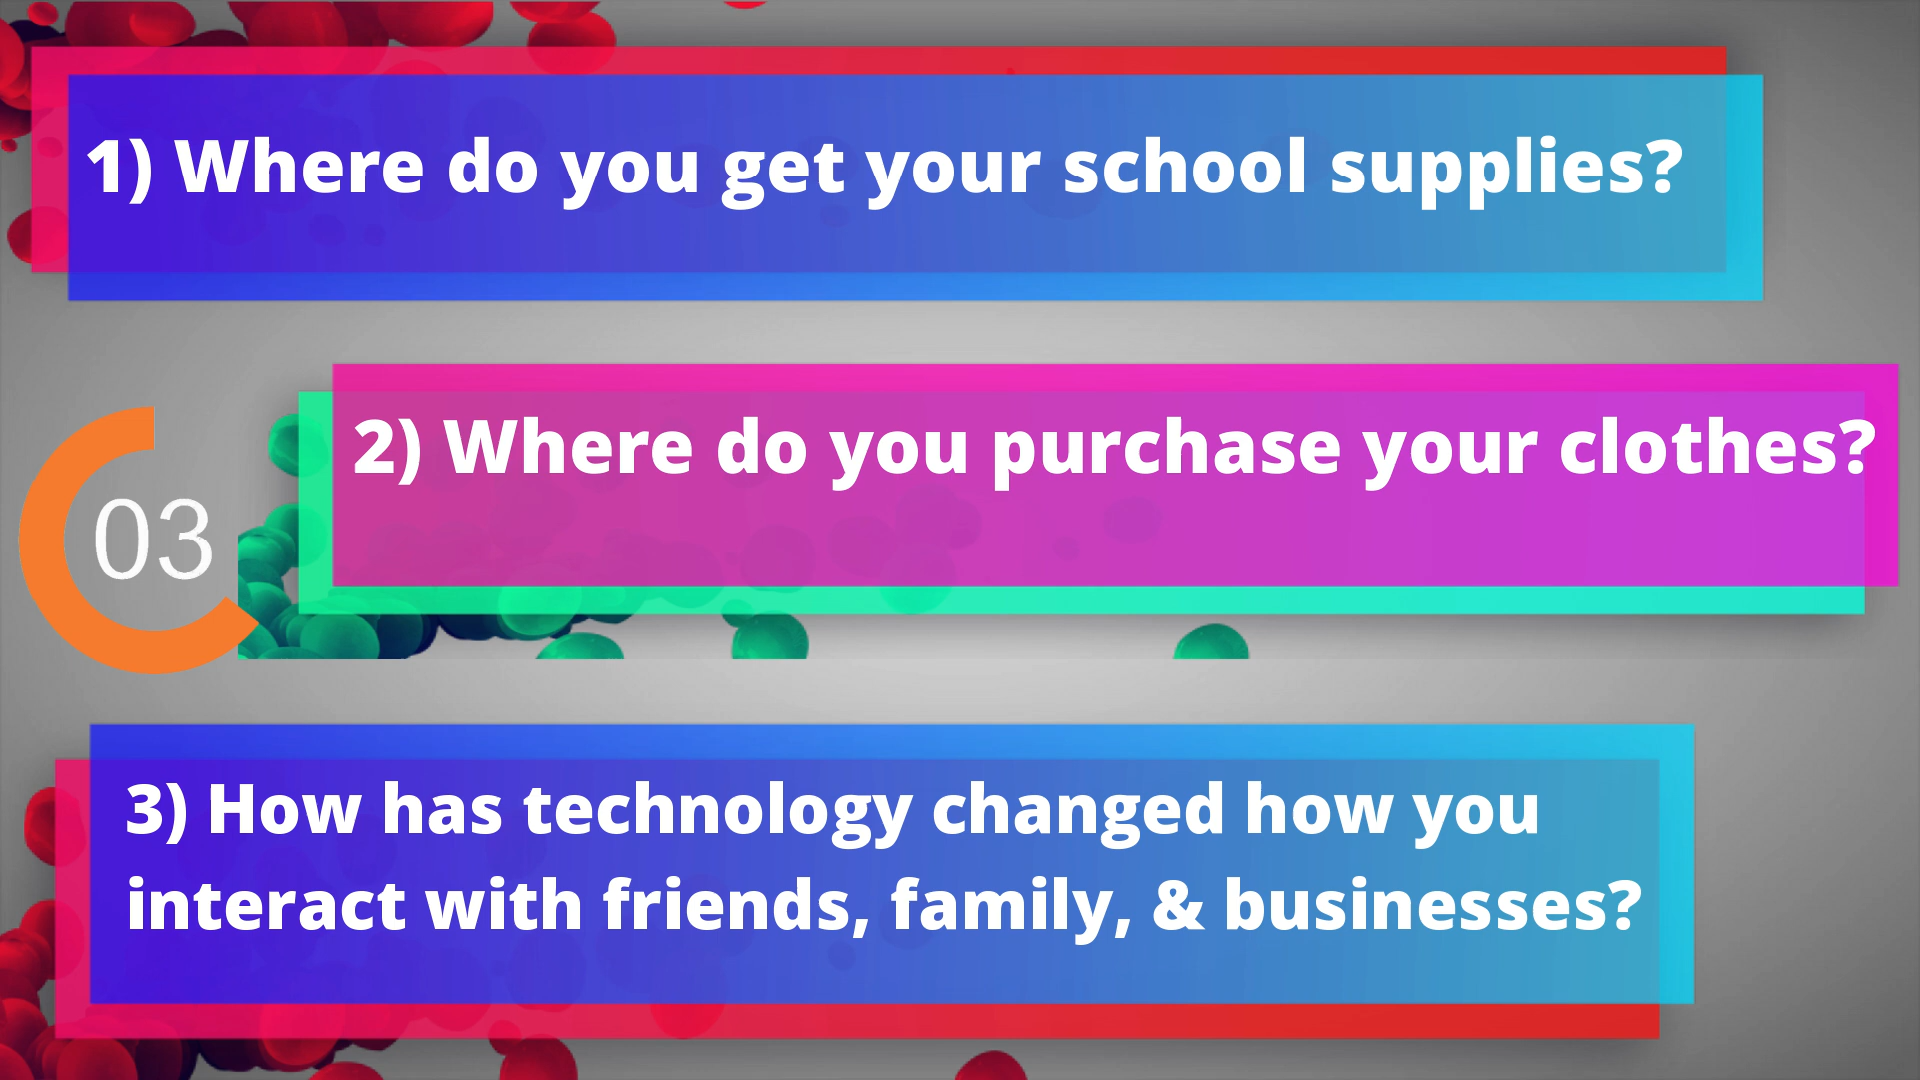 1) Where do you get your school supplies?
2) Where do you purchase your clothes?
03
3) How has technology changed how you
interact with friends, family, & businesses?